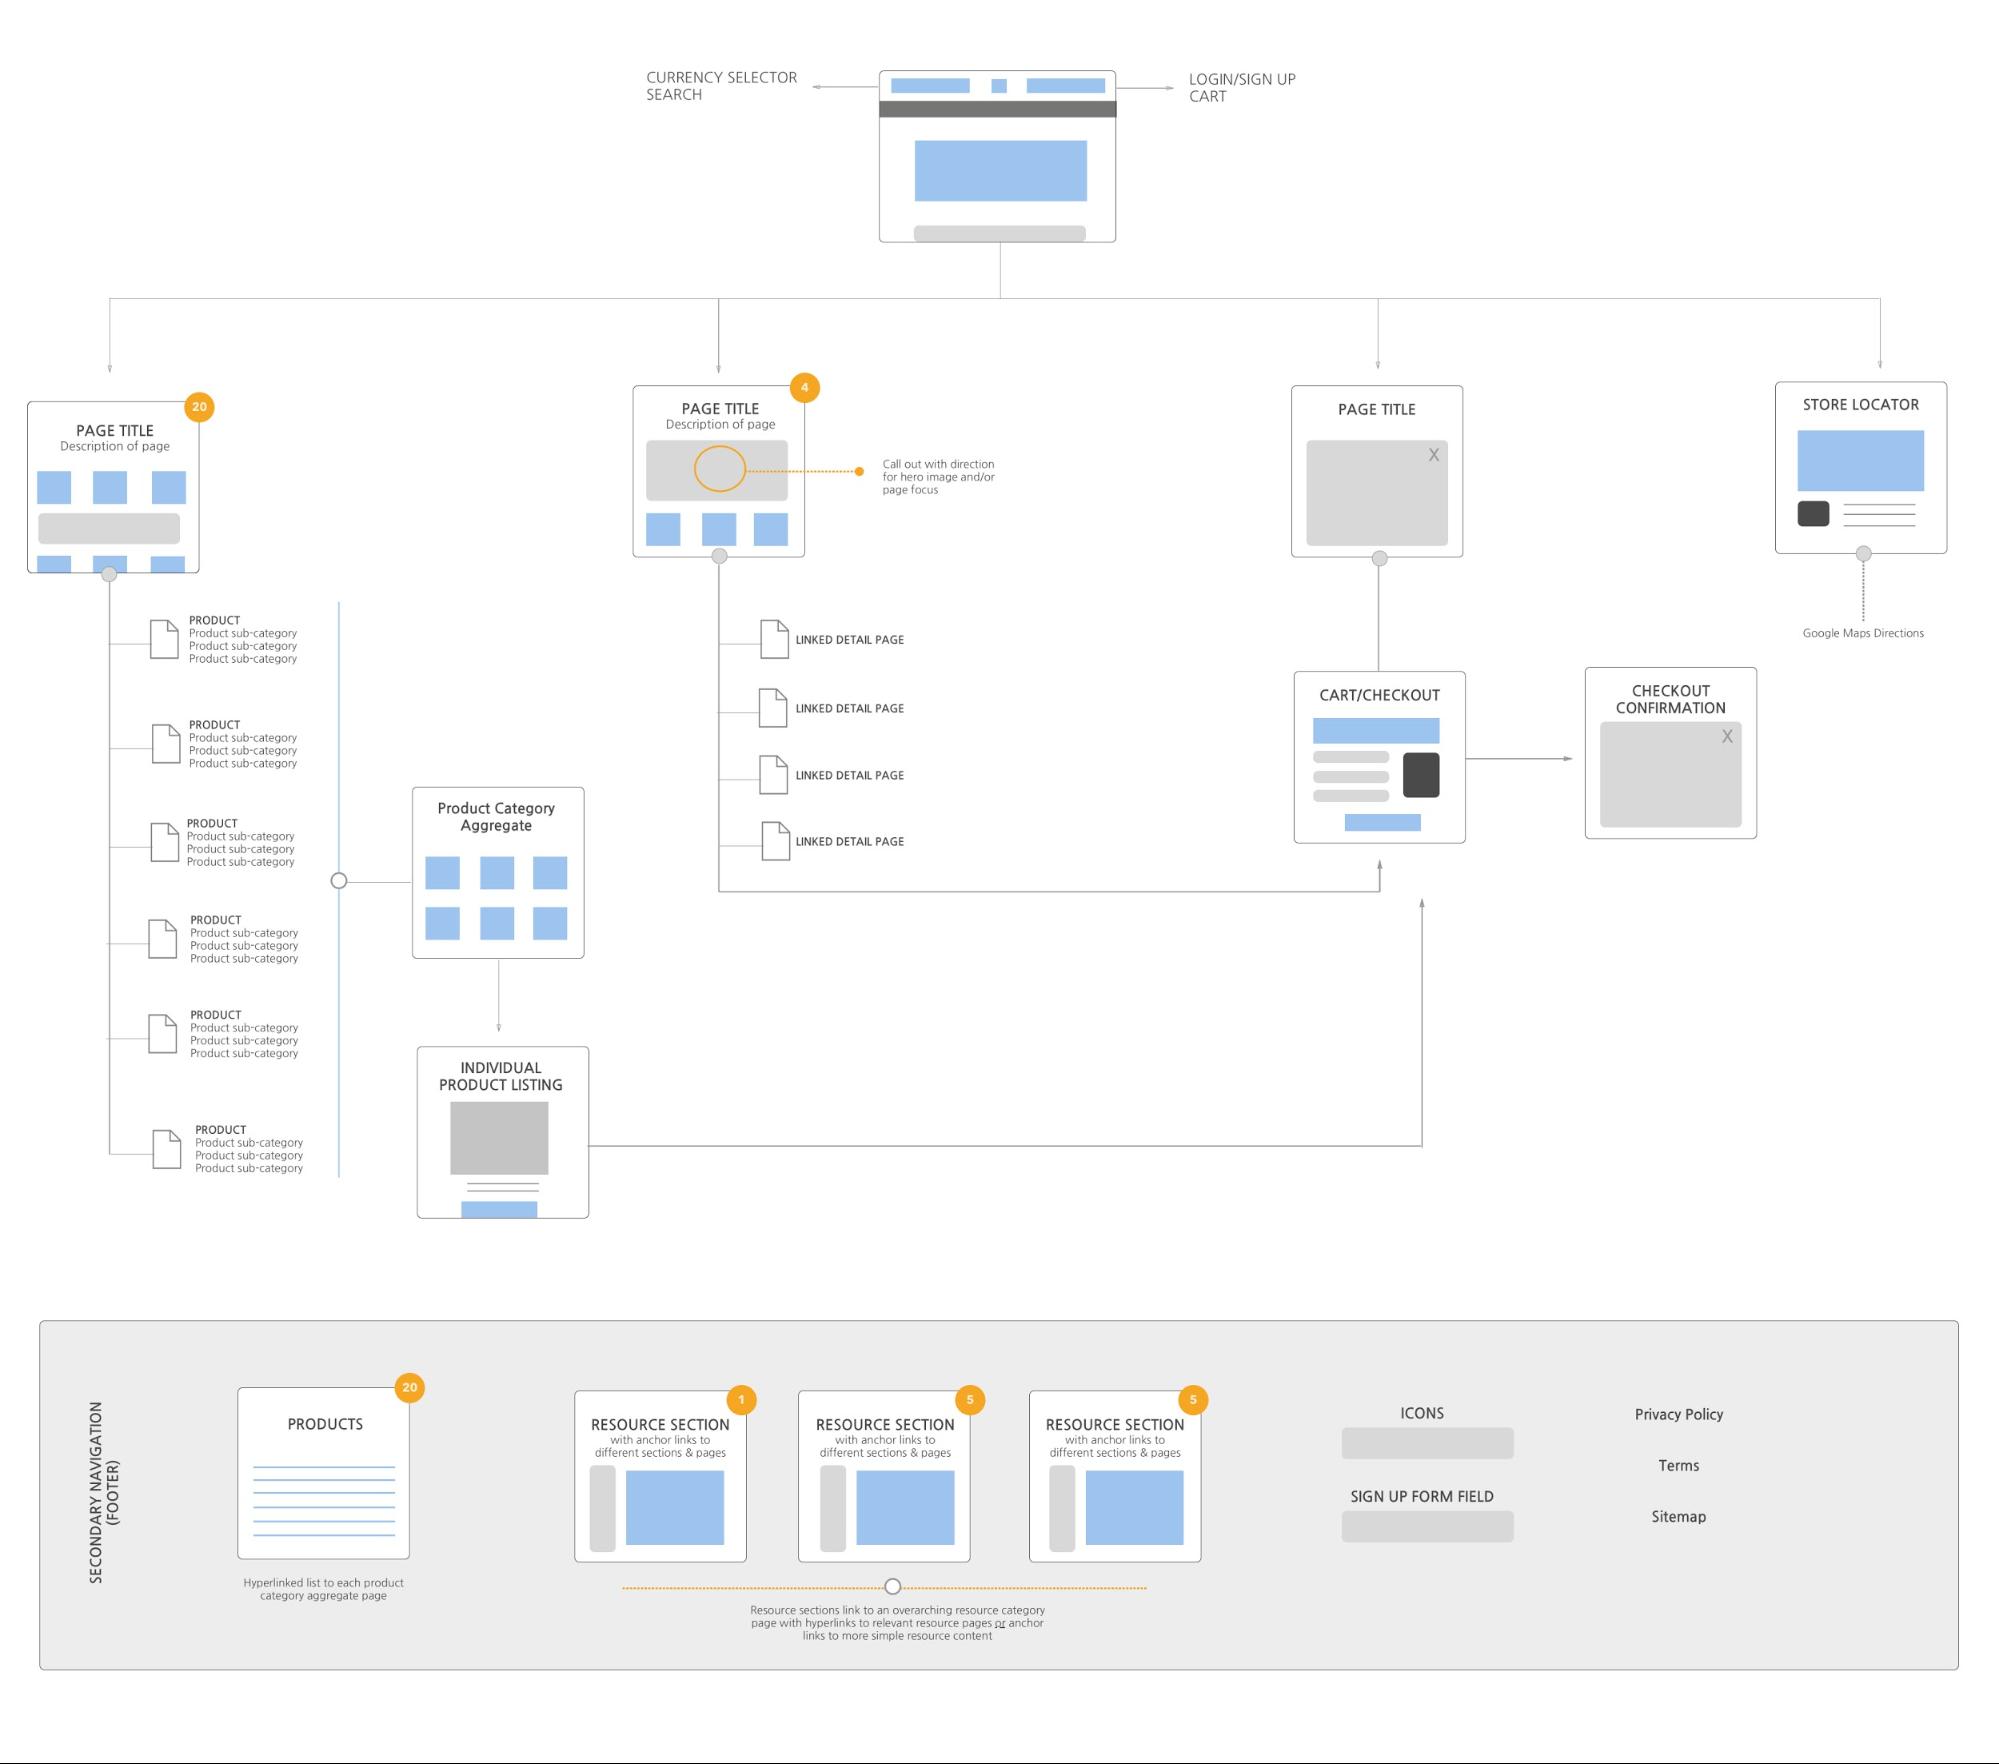 CURRENCY SELECTOR
SEARCH
LOGIN/SIGN UP
CART
20
PAGE TITLE
Description of page
4
PAGE TITLE
Description of page
Call out with direction
for hero image and/or
page focus
PAGE TITLE
X
STORE LOCATOR
Google Maps Directions
PRODUCT
Product sub-category
Product sub-category
Product sub-category
PRODUCT
Product sub-category
Product sub-category
Product sub-category
PRODUCT
Product sub-category
Product sub-category
Product sub-category
PRODUCT
Product sub-category
Product sub-category
Product sub-category
PRODUCT
Product sub-category
Product sub-category
Product sub-category
PRODUCT
Product sub-category
Product sub-category
Product sub-category
Product Category
Aggregate
INDIVIDUAL
PRODUCT LISTING
LINKED DETAIL PAGE
LINKED DETAIL PAGE
LINKED DETAIL PAGE
LINKED DETAIL PAGE
CART/CHECKOUT
CHECKOUT
CONFIRMATION
X
SECONDARY NAVIGATION
(FOOTER)
20
PRODUCTS
Hyperlinked list to each product
category aggregate page
1
RESOURCE SECTION
with anchor links to
different sections & pages
5
RESOURCE SECTION
with anchor links to
different sections & pages
5
RESOURCE SECTION
with anchor links to
different sections & pages
Resource sections link to an overarching resource category
page with hyperlinks to relevant resource pages or anchor
links to more simple resource content
ICONS
SIGN UP FORM FIELD
Privacy Policy
Terms
Sitemap